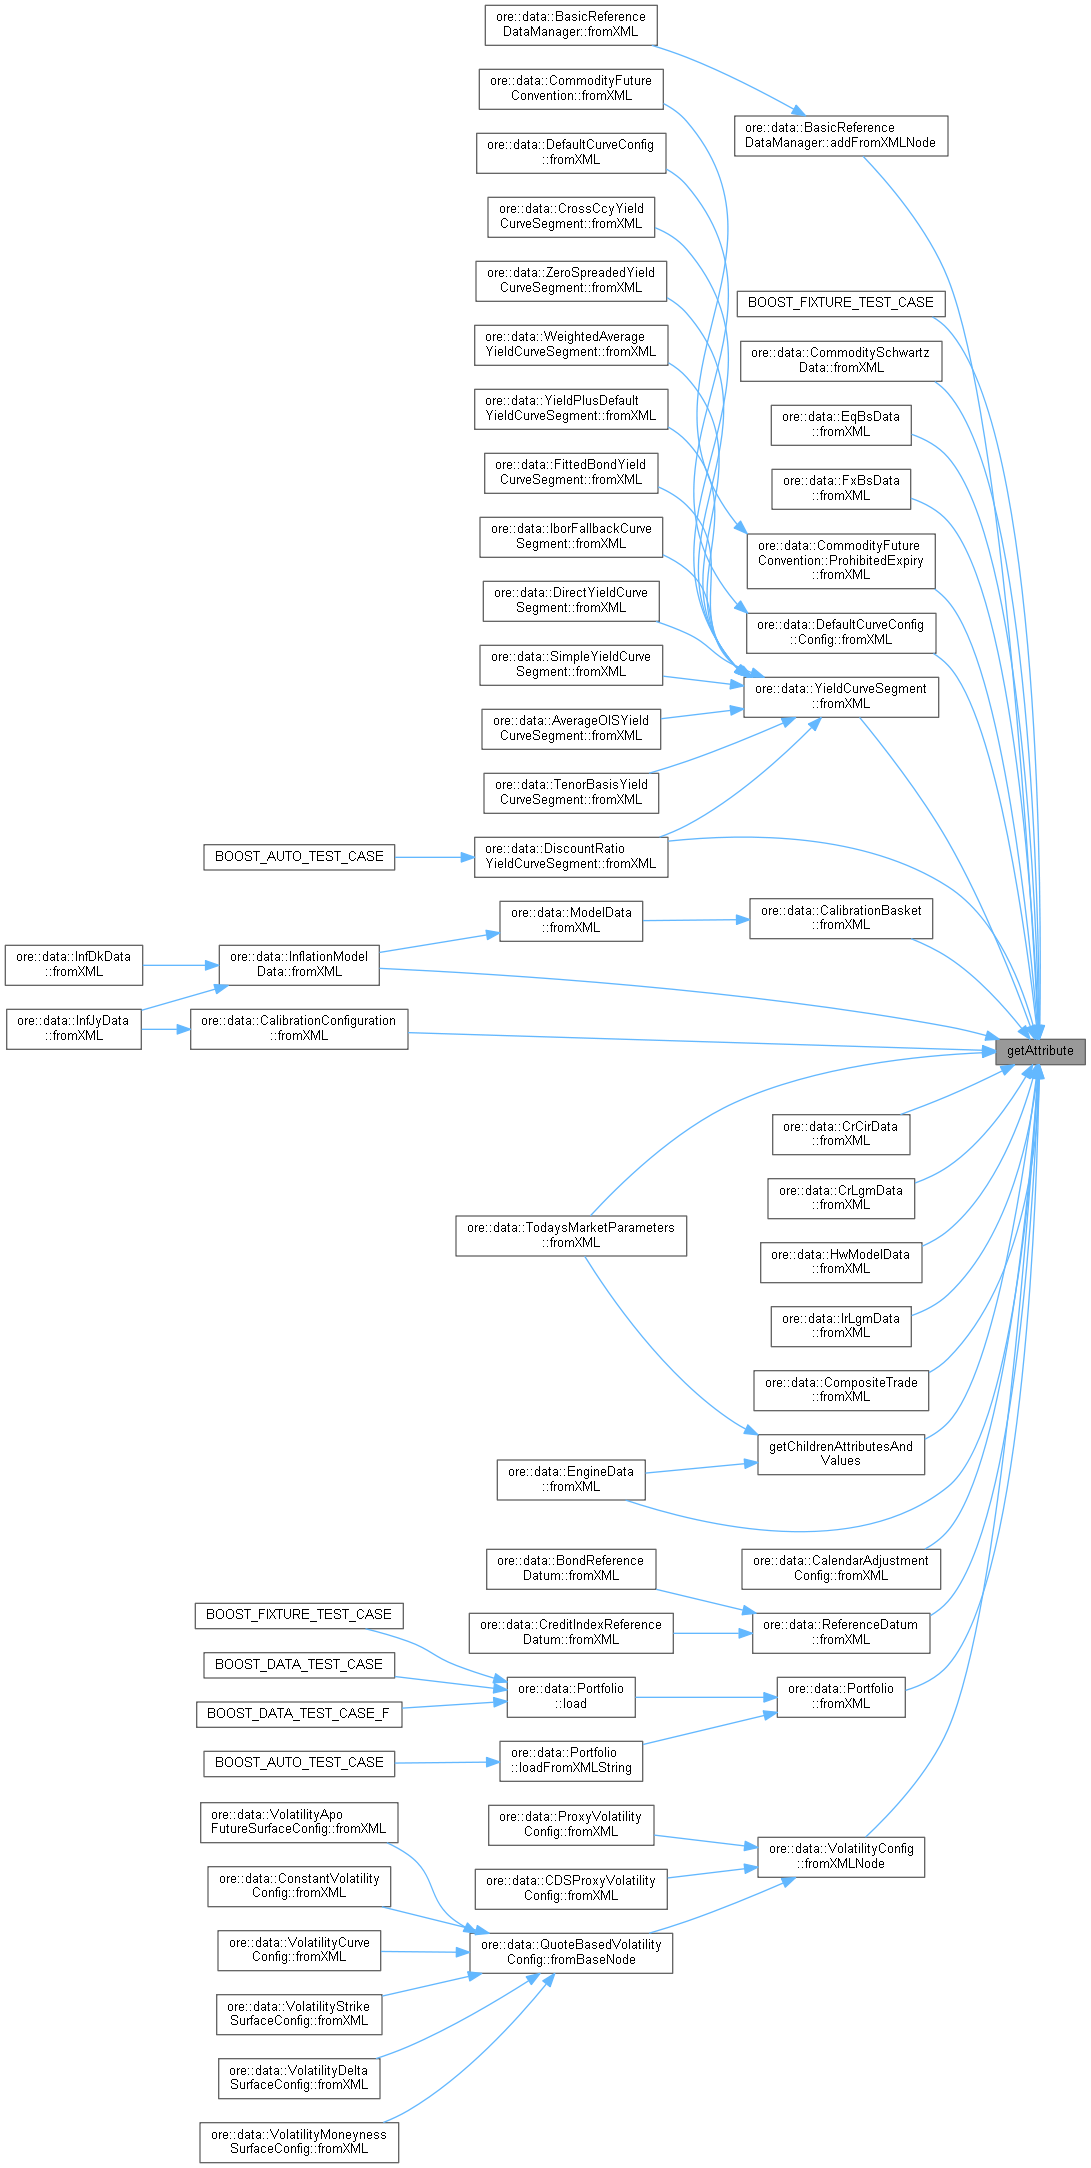 ore::data::BasicReference
DataManager::fromXML
ore::data::CommodityFuture
Convention::fromXML
ore::data::BasicReference
DataManager::addFromXMLNode
ore::data::DefaultCurveConfig
::fromXML
ore::data::CrossCcyYield
CurveSegment::fromXML
ore::data::ZeroSpreadedYield
CurveSegment::fromXML
BOOST_FIXTURE_TEST_CASE
ore::data::WeightedAverage
YieldCurveSegment::fromXML
ore::data::CommoditySchwartz
Data::fromXML
ore::data::YieldPlusDefault
YieldCurveSegment::fromXML
ore::data::EqBsData
::fromXML
ore::data::FittedBondYield
CurveSegment::fromXML
ore::data::FxBsData
::fromXML
ore::data::IborFallbackCurve
Segment::fromXML
ore::data::CommodityFuture
Convention::ProhibitedExpiry
::fromXML
ore::data::DirectYieldCurve
Segment::fromXML
ore::data::DefaultCurveConfig
::Config::fromXML
ore::data::SimpleYieldCurve
Segment::fromXML
ore::data::YieldCurveSegment
::fromXML
ore::data::AverageOISYield
CurveSegment::fromXML
ore::data::TenorBasisYield
CurveSegment::fromXML
BOOST_AUTO_TEST_CASE
ore::data::DiscountRatio
YieldCurveSegment::fromXML
ore::data::ModelData
::fromXML
ore::data::CalibrationBasket
::fromXML
ore::data::InfDkData
::fromXML
ore::data::InflationModel
Data::fromXML
ore::data::InfJyData
::fromXML
ore::data::CalibrationConfiguration
::fromXML
getAttribute
ore::data::CrCirData
::fromXML
ore::data::CrLgmData
::fromXML
ore::data::TodaysMarketParameters
::fromXML
ore::data::HwModelData
::fromXML
ore::data::IrLgmData
::fromXML
ore::data::CompositeTrade
::fromXML
getChildrenAttributesAnd
Values
ore::data::EngineData
::fromXML
ore::data::BondReference
Datum::fromXML
ore::data::CalendarAdjustment
Config::fromXML
BOOST_FIXTURE_TEST_CASE
ore::data::CreditIndexReference
Datum::fromXML
ore::data::ReferenceDatum
::fromXML
BOOST_DATA_TEST_CASE
ore::data::Portfolio
::load
ore::data::Portfolio
::fromXML
BOOST_DATA_TEST_CASE_F
BOOST_AUTO_TEST_CASE
ore::data::Portfolio
::loadFromXMLString
ore::data::VolatilityApo
FutureSurfaceConfig::fromXML
ore::data::ProxyVolatility
Config::fromXML
ore::data::VolatilityConfig
::fromXMLNode
ore::data::ConstantVolatility
Config::fromXML
ore::data::CDSProxyVolatility
Config::fromXML
ore::data::VolatilityCurve
Config::fromXML
ore::data::QuoteBasedVolatility
Config::fromBaseNode
ore::data::VolatilityStrike
SurfaceConfig::fromXML
ore::data::VolatilityDelta
SurfaceConfig::fromXML
ore::data::VolatilityMoneyness
SurfaceConfig::fromXML